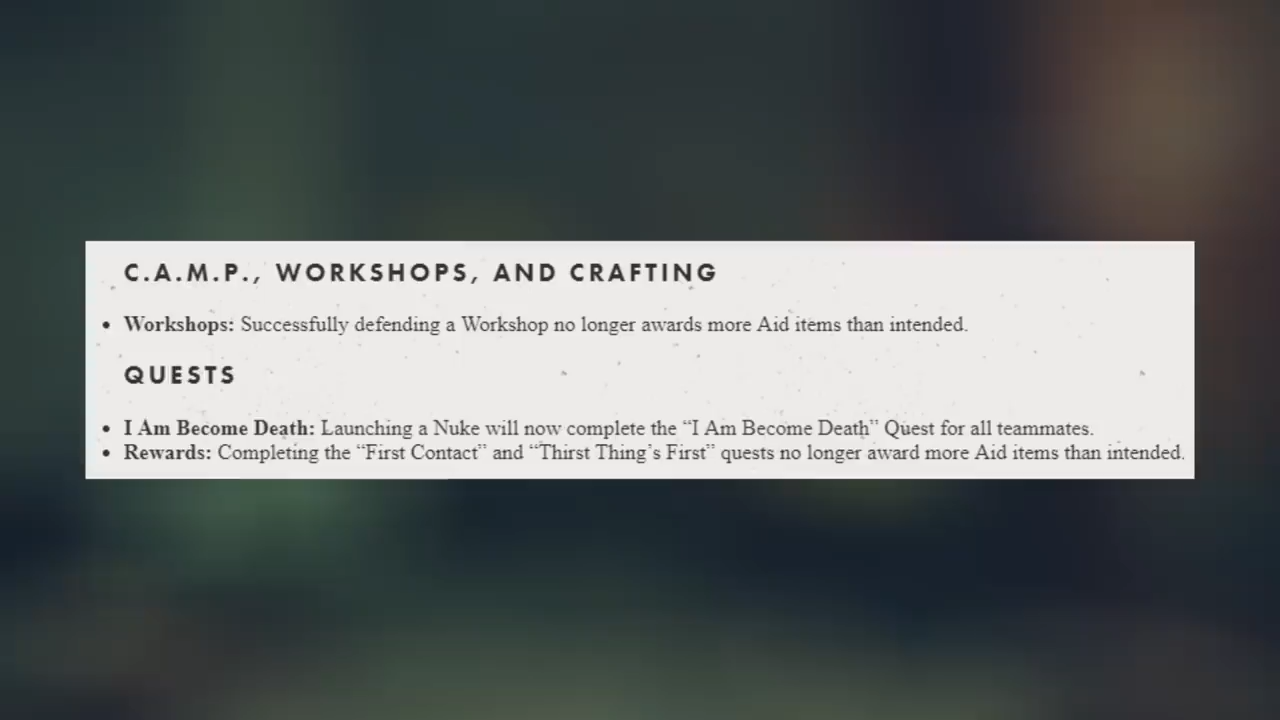 C.A.M.P., WORKSHOPS, AND CRAFTING
• Workshops: Successfully defending a Workshop no longer awards more Aid items than intended.
QUESTS
• I Am Become Death: Launching a Nuke will now complete the “I Am Become Death” Quest for all teammates.
• Rewards: Completing the “First Contact” and “Thirst Thing’s First” quests no longer award more Aid items than intended.